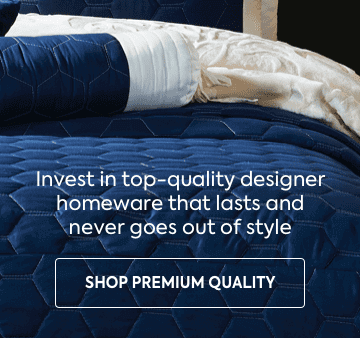 Invest in top-quality designer
homeware that lasts and
never goes out of style
SHOP PREMIUM QUALITY